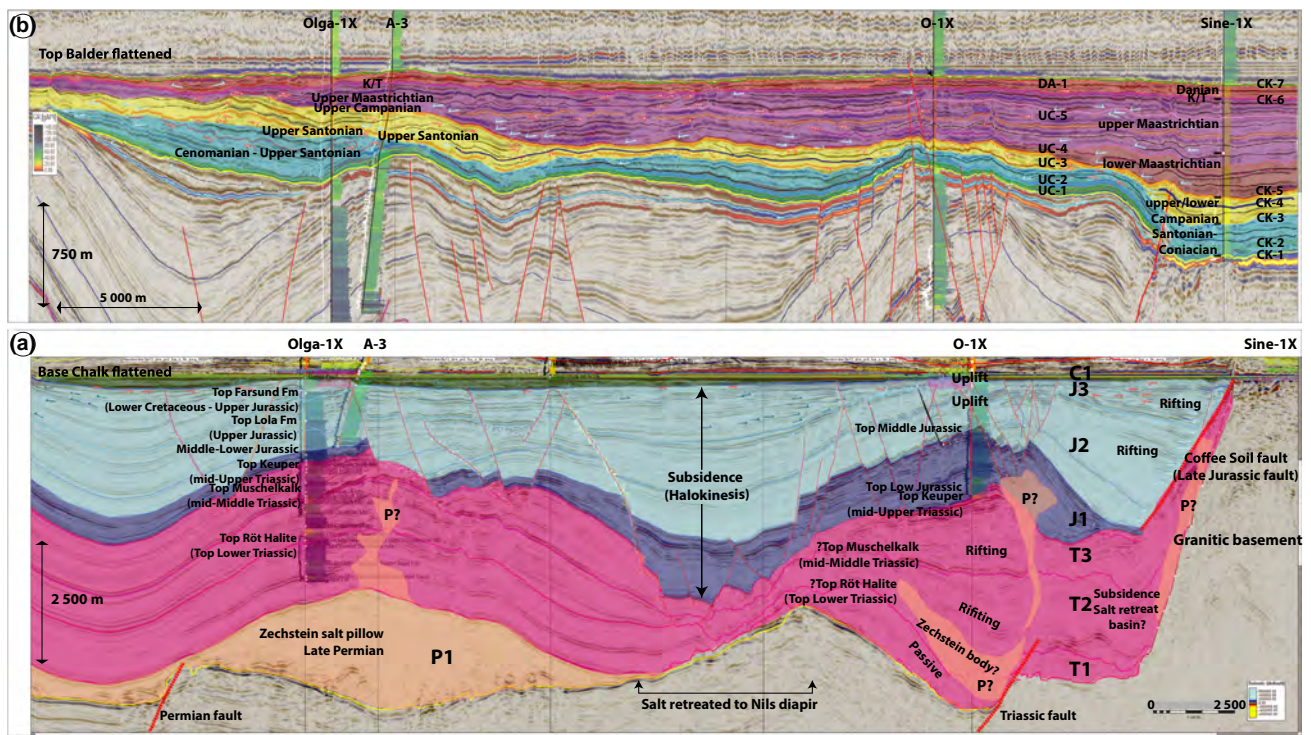 (b)
Olga-1X
A-3
O-1X
Sine-1X
Top Balder flattened
K/T
DA-1
Danian
CK-7
K/T
CK-6
Upper Maastrichtian
Upper Campanian
UC-5
upper Maastrichtian
Upper Santonian
Upper Santonian
Cenomanian - Upper Santonian
UC-4
UC-3
lower Maastrichtian
UC-2
UC-1
CK-5
upper/lower
CK-4
Campanian
CK-3
Santonian-
Coniacian
CK-2
CK-1
750 m
5 000 m
(a)
Olga-1X
A-3
O-1X
Sine-1X
Base Chalk flattened
C1
Uplift
J3
Top Farsund Fm
(Lower Cretaceous - Upper Jurassic)
Uplift
Rifting
Top Lola Fm
(Upper Jurassic)
Top Middle Jurassic
J2
Middle-Lower Jurassic
Rifting
Top Keuper
(mid-Upper Triassic)
Subsidence
(Halokinesis)
Coffee Soil fault
(Late Jurassic fault)
Top Muschelkalk
(mid-Middle Triassic)
Top Low Jurassic
Top Keuper
(mid-Upper Triassic)
P?
P?
P?
J1
Top Röt Halite
(Top Lower Triassic)
Granitic basement
?Top Muschelkalk
(mid-Middle Triassic)
Rifting
T3
?Top Röt Halite
(Top Lower Triassic)
2 500 m
Rifiting
T2
Subsidence
Salt retreat
basin?
Zechstein salt pillow
Late Permian
P1
Zechstein body?
Passive
P?
T1
Salt retreated to Nils diapir
Permian fault
Triassic fault
0
2 500